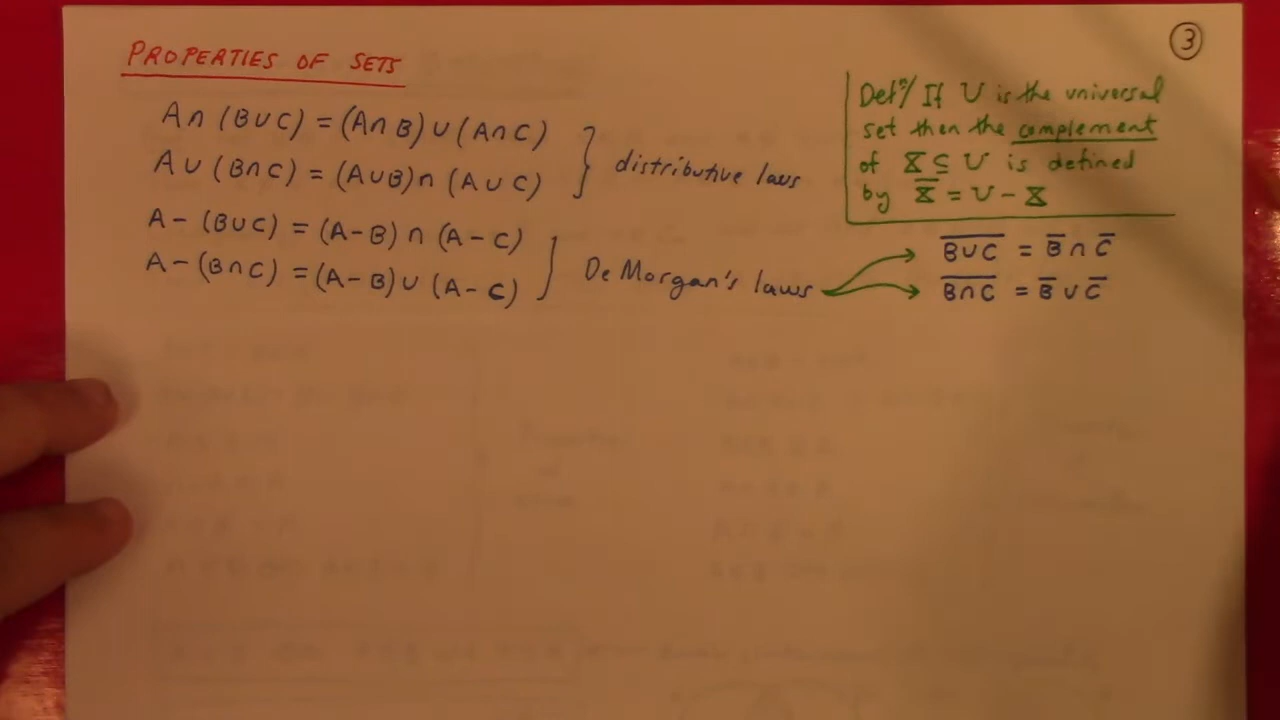 PROPERTIES OF SETS
A∩(B∪C) = (A∩B)∪(A∩C)
A∪(B∩C) = (A∪B)∩(A∪C)
distributive laws
A-(B∪C) = (A-B)∩(A-C)
A-(B∩C) = (A-B)∪(A-C)
De Morgan's laws
3
Defⁿ/ If U is the universal
set then the complement
of X ⊆ U is defined
by X̅ = U - X
B̅∪̅C̅ = B̅ ∩ C̅
B̅∩̅C̅ = B̅ ∪ C̅